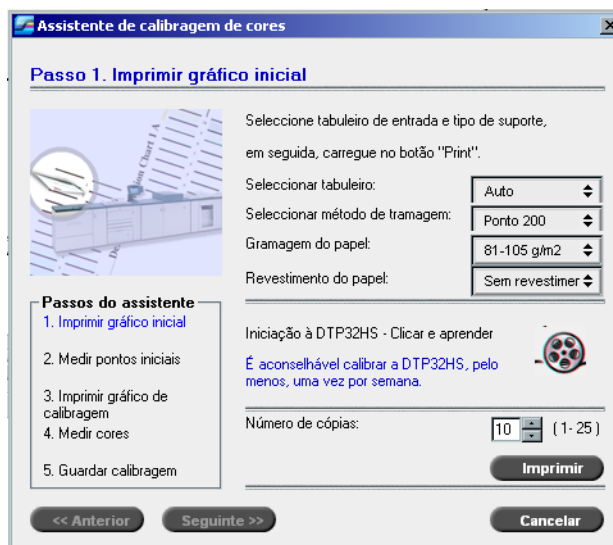 Assistente de calibragem de cores
Passo 1. Imprimir gráfico inicial
Seleccione tabuleiro de entrada e tipo de suporte,
em seguida, carregue no botão "Print".
Seleccionar tabuleiro:
Auto
Seleccionar método de tramagem:
Ponto 200
Gramagem do papel:
81-105 g/m2
Revestimento do papel:
Sem revestimer
Passos do assistente
1. Imprimir gráfico inicial
2. Medir pontos iniciais
3. Imprimir gráfico de
calibragem
4. Medir cores
5. Guardar calibragem
Iniciação à DTP32HS - Clicar e aprender
É aconselhável calibrar a DTP32HS, pelo
menos, uma vez por semana.
Número de cópias:
10
(1-25)
Imprimir
<< Anterior
Seguinte >>
Cancelar